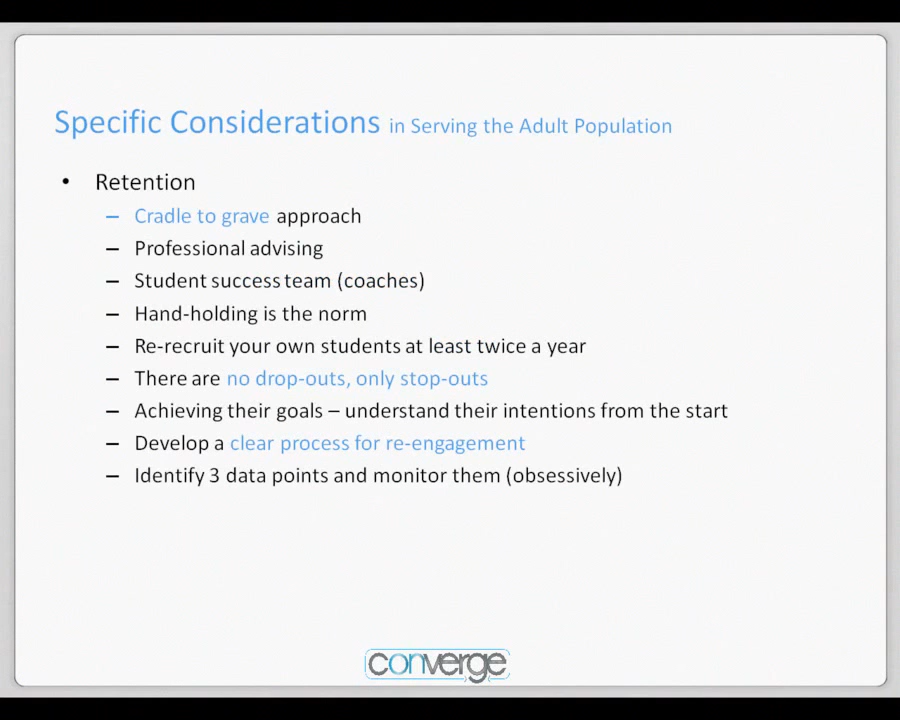 Specific Considerations in Serving the Adult Population
• Retention
– Cradle to grave approach
– Professional advising
– Student success team (coaches)
– Hand-holding is the norm
– Re-recruit your own students at least twice a year
– There are no drop-outs, only stop-outs
– Achieving their goals – understand their intentions from the start
– Develop a clear process for re-engagement
– Identify 3 data points and monitor them (obsessively)
converge